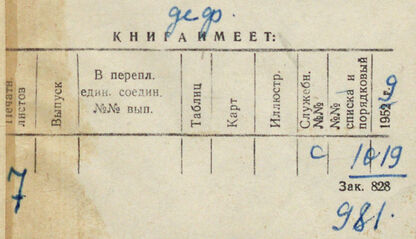 деф.
КНИГА ИМЕЕТ:
Печатн. листов
Выпуск
В перепл. един. соедин. №№ вып.
Таблиц
Карт
Иллюстр.
Служебн. №№
№№ списка и порядковый
1952 г.
7
с
1019
Зак. 828
981.